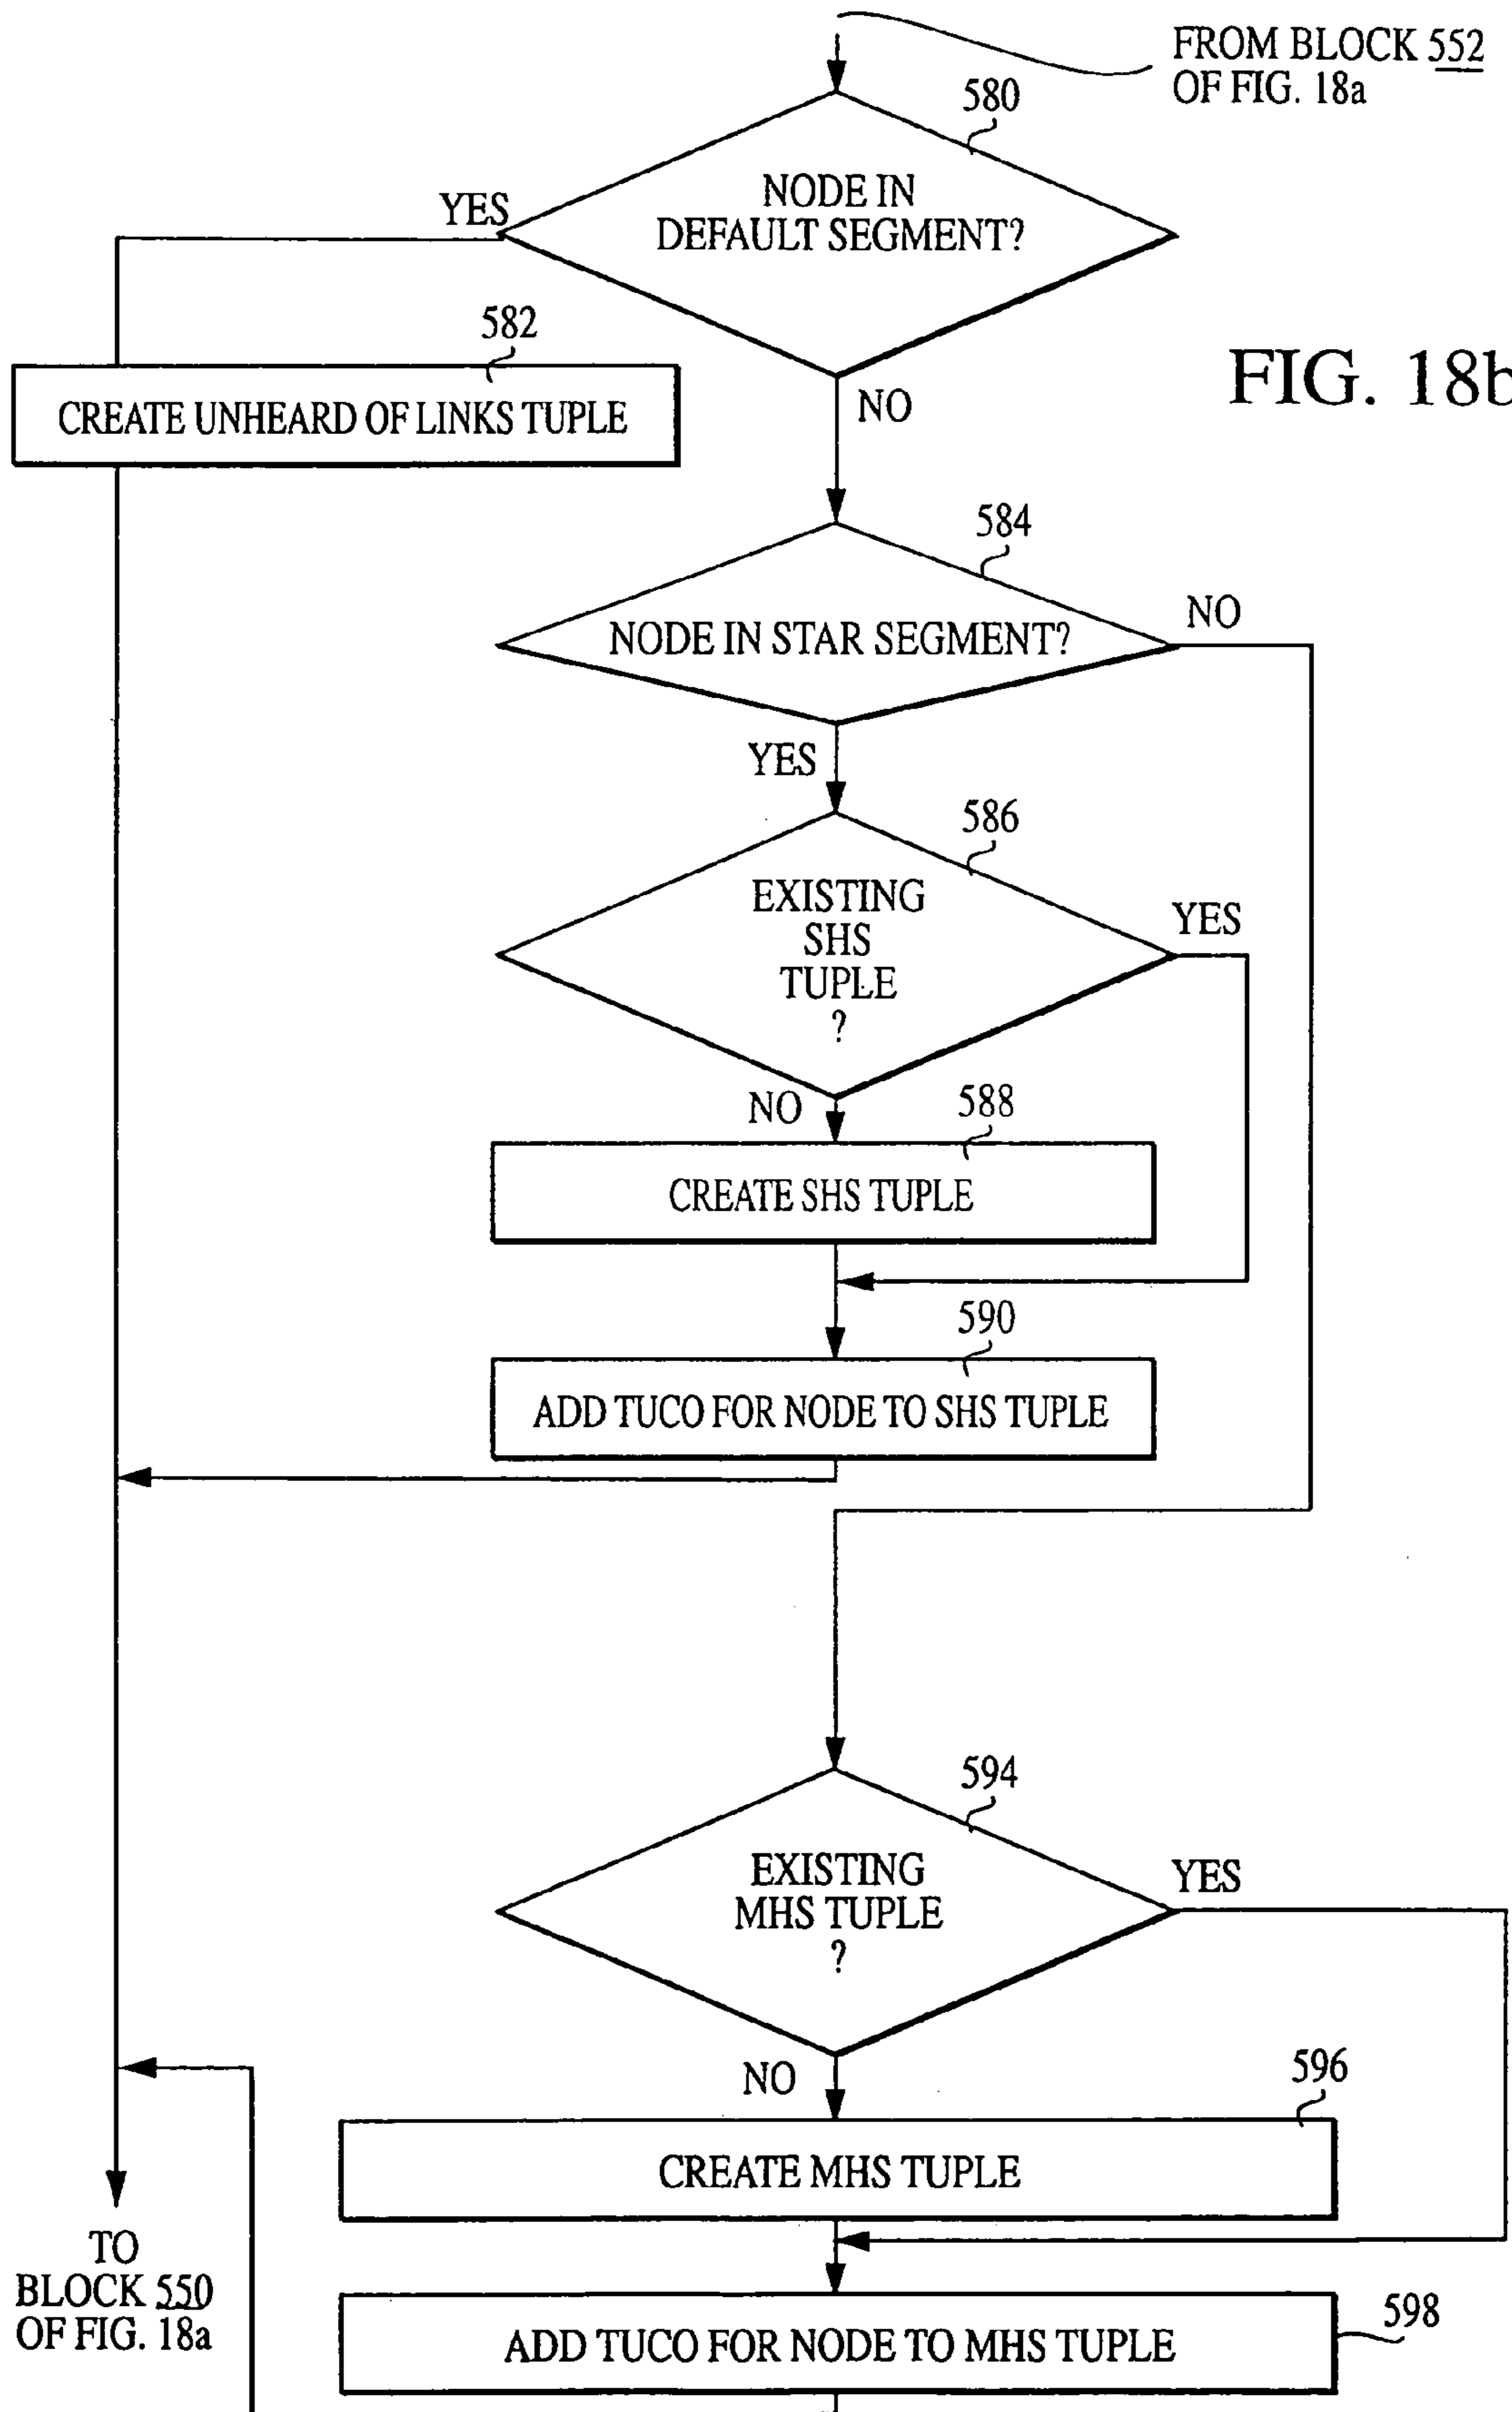 FROM BLOCK 552
OF FIG. 18a
580
NODE IN
DEFAULT SEGMENT?
YES
582
CREATE UNHEARD OF LINKS TUPLE
NO
FIG. 18b
584
NODE IN STAR SEGMENT?
NO
YES
586
EXISTING
SHS
TUPLE
?
YES
NO
588
CREATE SHS TUPLE
590
ADD TUCO FOR NODE TO SHS TUPLE
594
EXISTING
MHS TUPLE
?
YES
NO
596
CREATE MHS TUPLE
TO
BLOCK 550
OF FIG. 18a
598
ADD TUCO FOR NODE TO MHS TUPLE